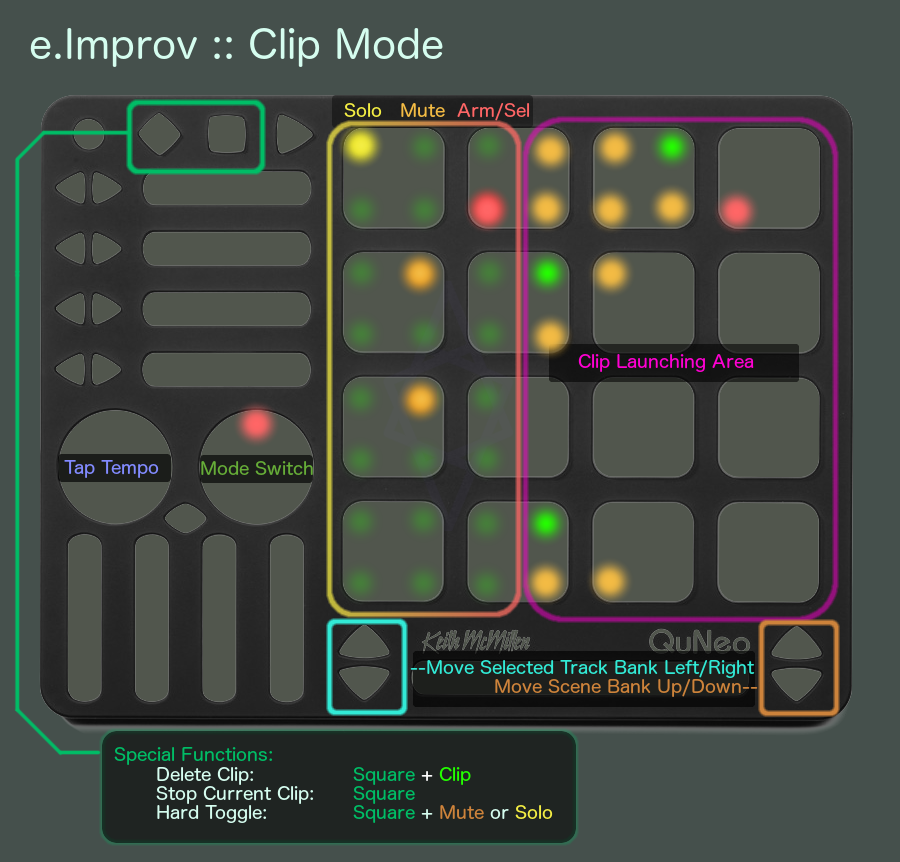 e.Improv :: Clip Mode
Solo Mute Arm/Sel
Clip Launching Area
Tap Tempo
Mode Switch
Keith McMillen
QuNeo
--Move Selected Track Bank Left/Right
Move Scene Bank Up/Down--
Special Functions:
Delete Clip: Square + Clip
Stop Current Clip: Square
Hard Toggle: Square + Mute or Solo